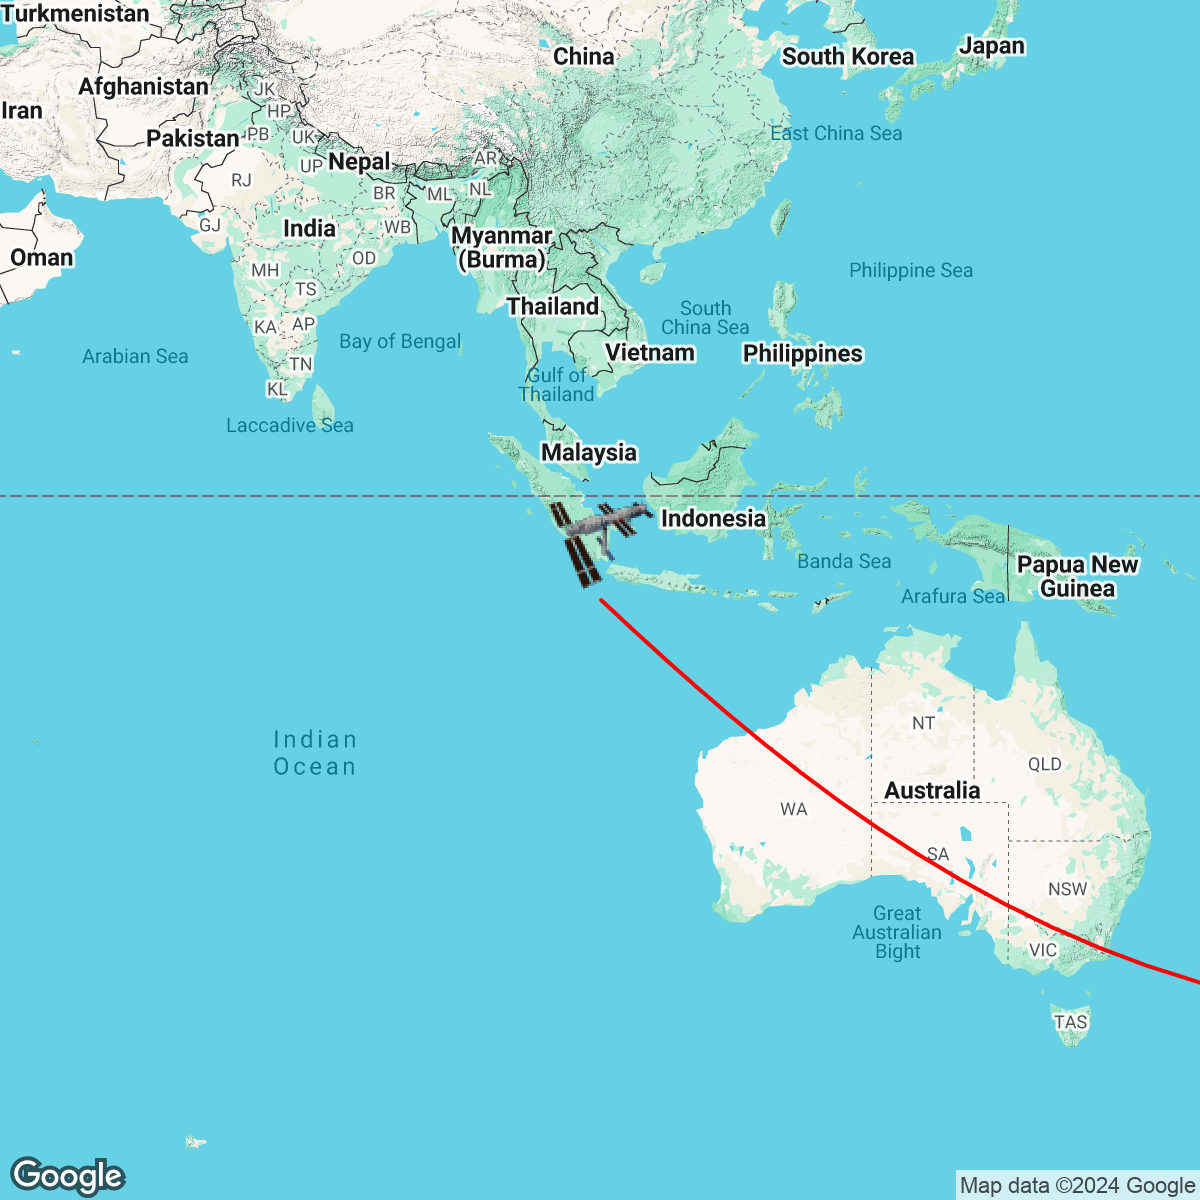 Turkmenistan
China
South Korea
Japan
Afghanistan
JK
Iran
HP
Pakistan
PB
UK
East China Sea
Nepal
UP
AR
RJ
BR
ML
NL
GJ
India
WB
Myanmar
(Burma)
Oman
OD
MH
Philippine Sea
TS
Thailand
South
China Sea
KA
AP
Bay of Bengal
Arabian Sea
Vietnam
Philippines
TN
Gulf of
Thailand
KL
Laccadive Sea
Malaysia
Indonesia
Banda Sea
Papua New
Guinea
Arafura Sea
NT
Indian
Ocean
QLD
Australia
WA
SA
NSW
Great
Australian
Bight
VIC
TAS
Google
Map data ©2024 Google